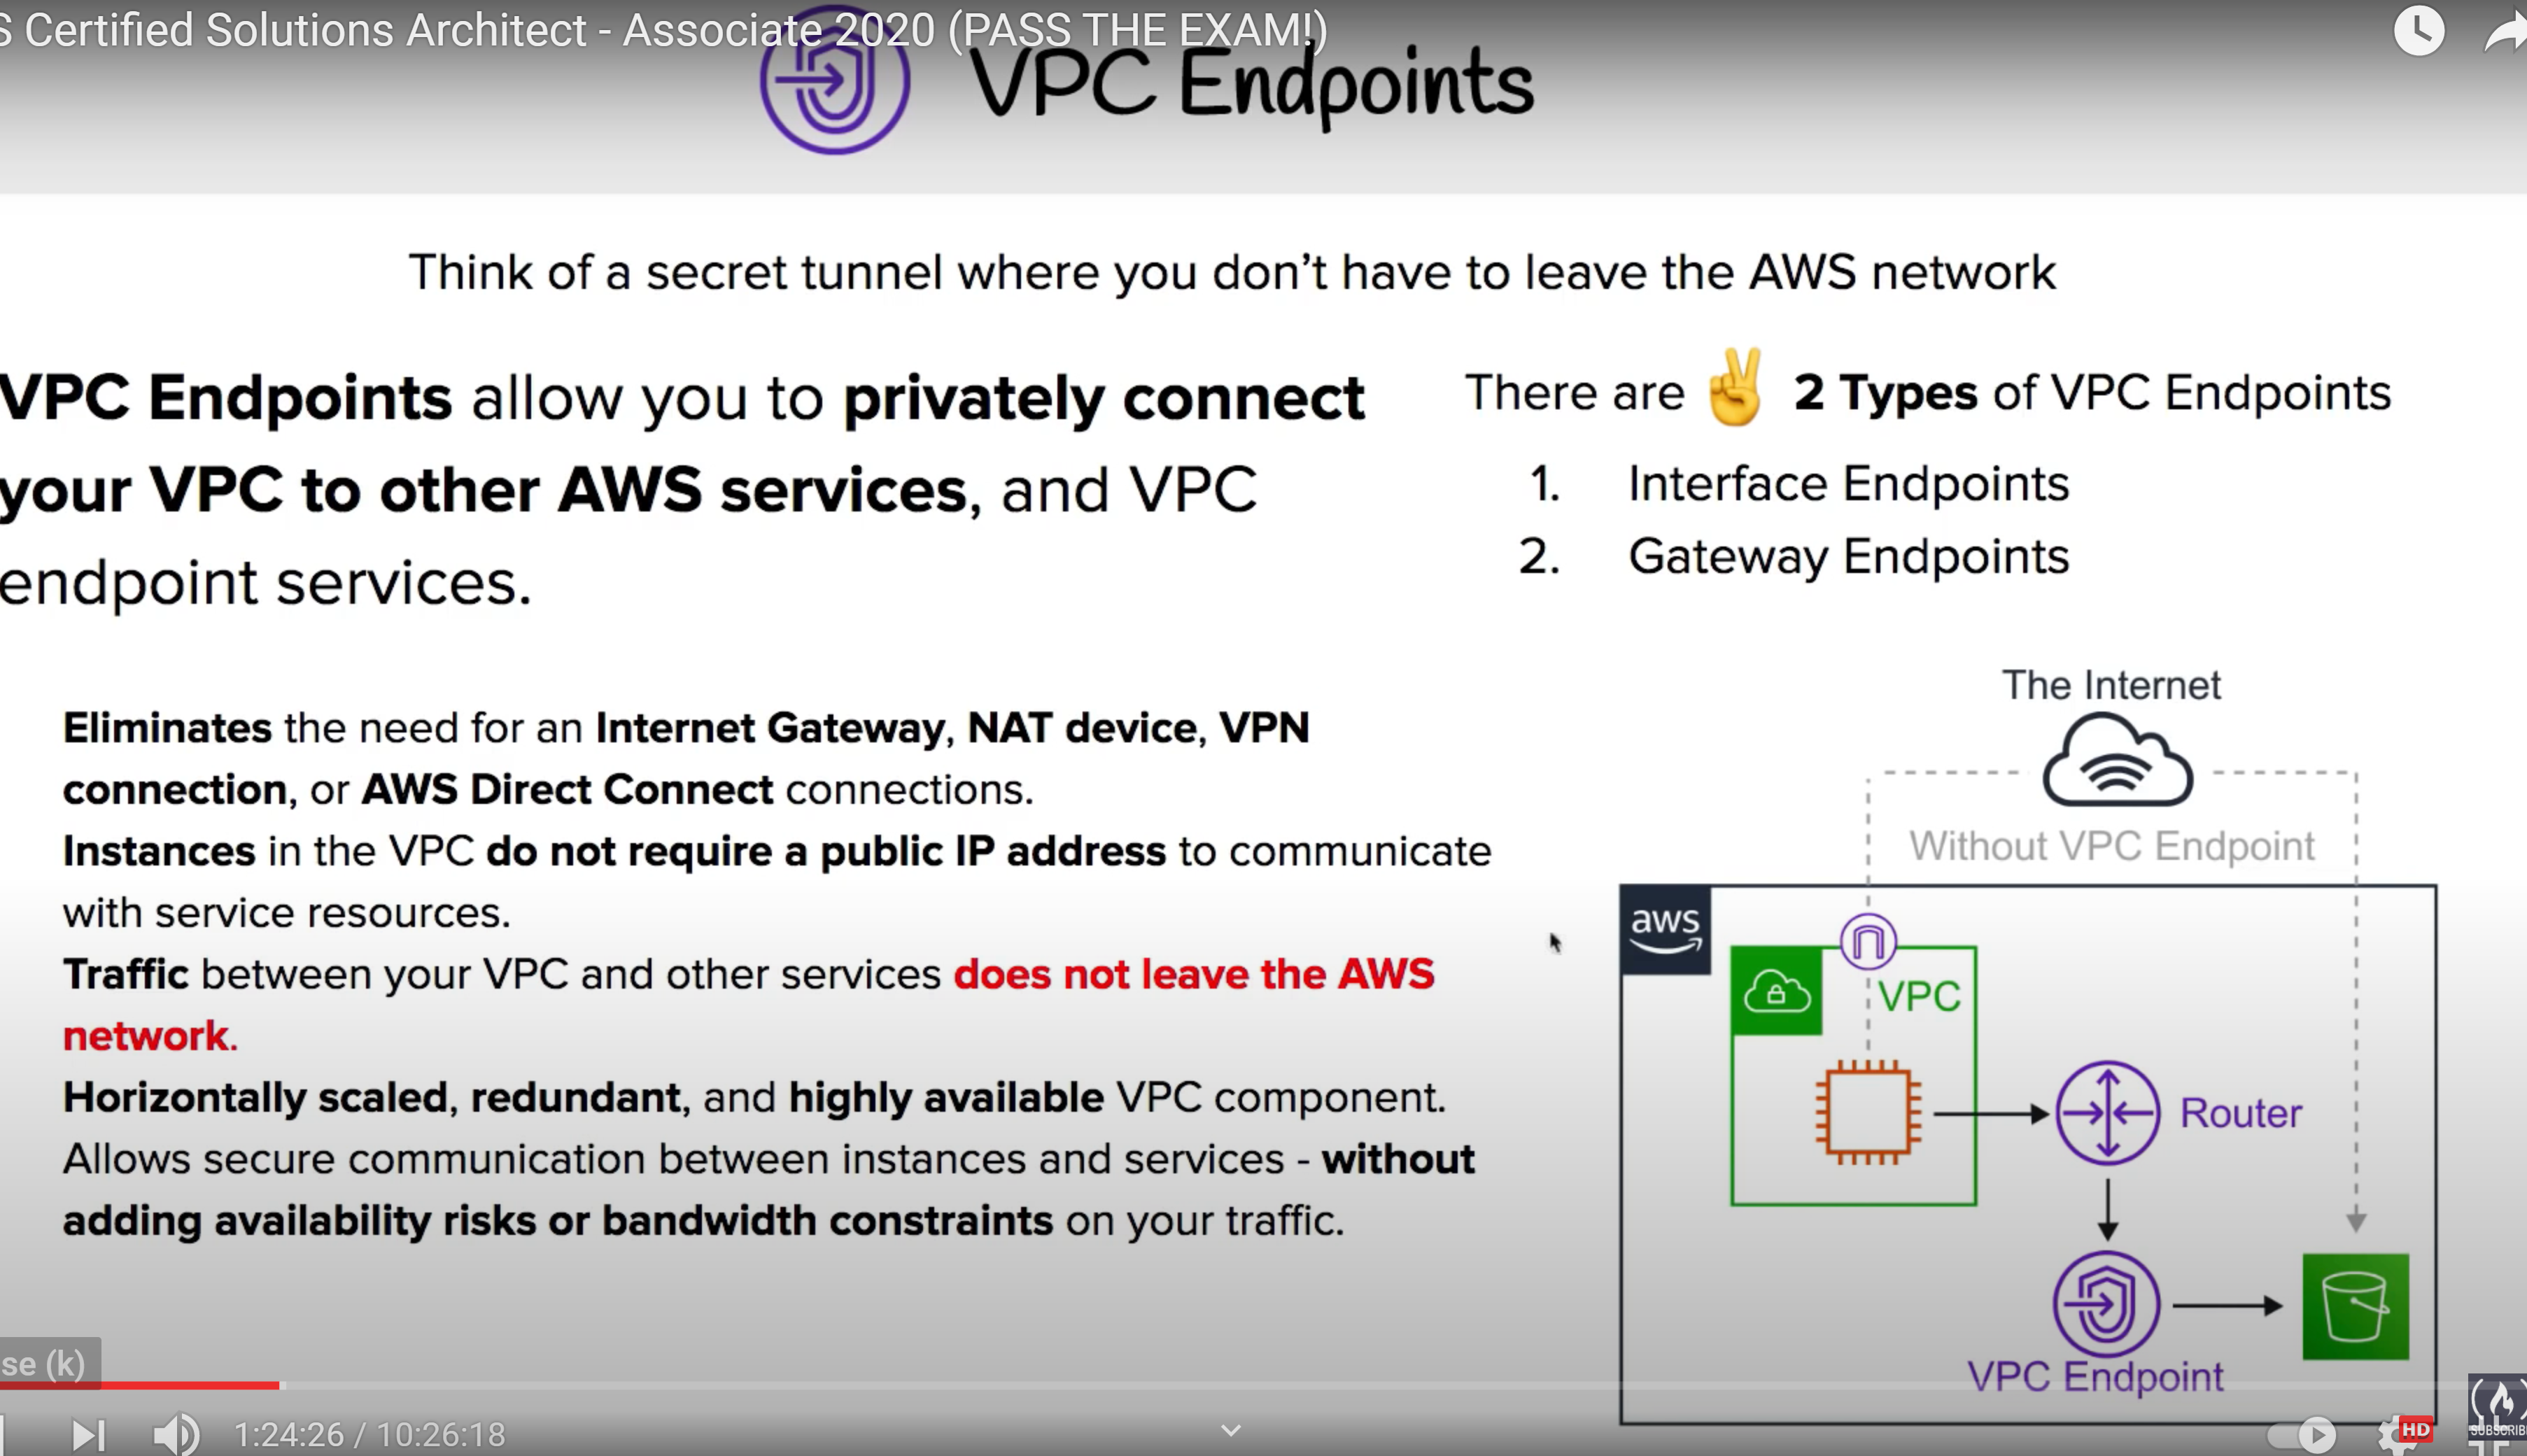 S Certified Solutions Architect - Associate 2020 (PASS THE EXAM!)
VPC Endpoints
Think of a secret tunnel where you don’t have to leave the AWS network
VPC Endpoints allow you to privately connect
your VPC to other AWS services, and VPC
endpoint services.
There are ✌ 2 Types of VPC Endpoints
1. Interface Endpoints
2. Gateway Endpoints
Eliminates the need for an Internet Gateway, NAT device, VPN
connection, or AWS Direct Connect connections.
Instances in the VPC do not require a public IP address to communicate
with service resources.
Traffic between your VPC and other services does not leave the AWS
network.
Horizontally scaled, redundant, and highly available VPC component.
Allows secure communication between instances and services - without
adding availability risks or bandwidth constraints on your traffic.
The Internet
Without VPC Endpoint
aws
VPC
Router
VPC Endpoint
se (k)
1:24:26 / 10:26:18
HD
SUBSCRIB